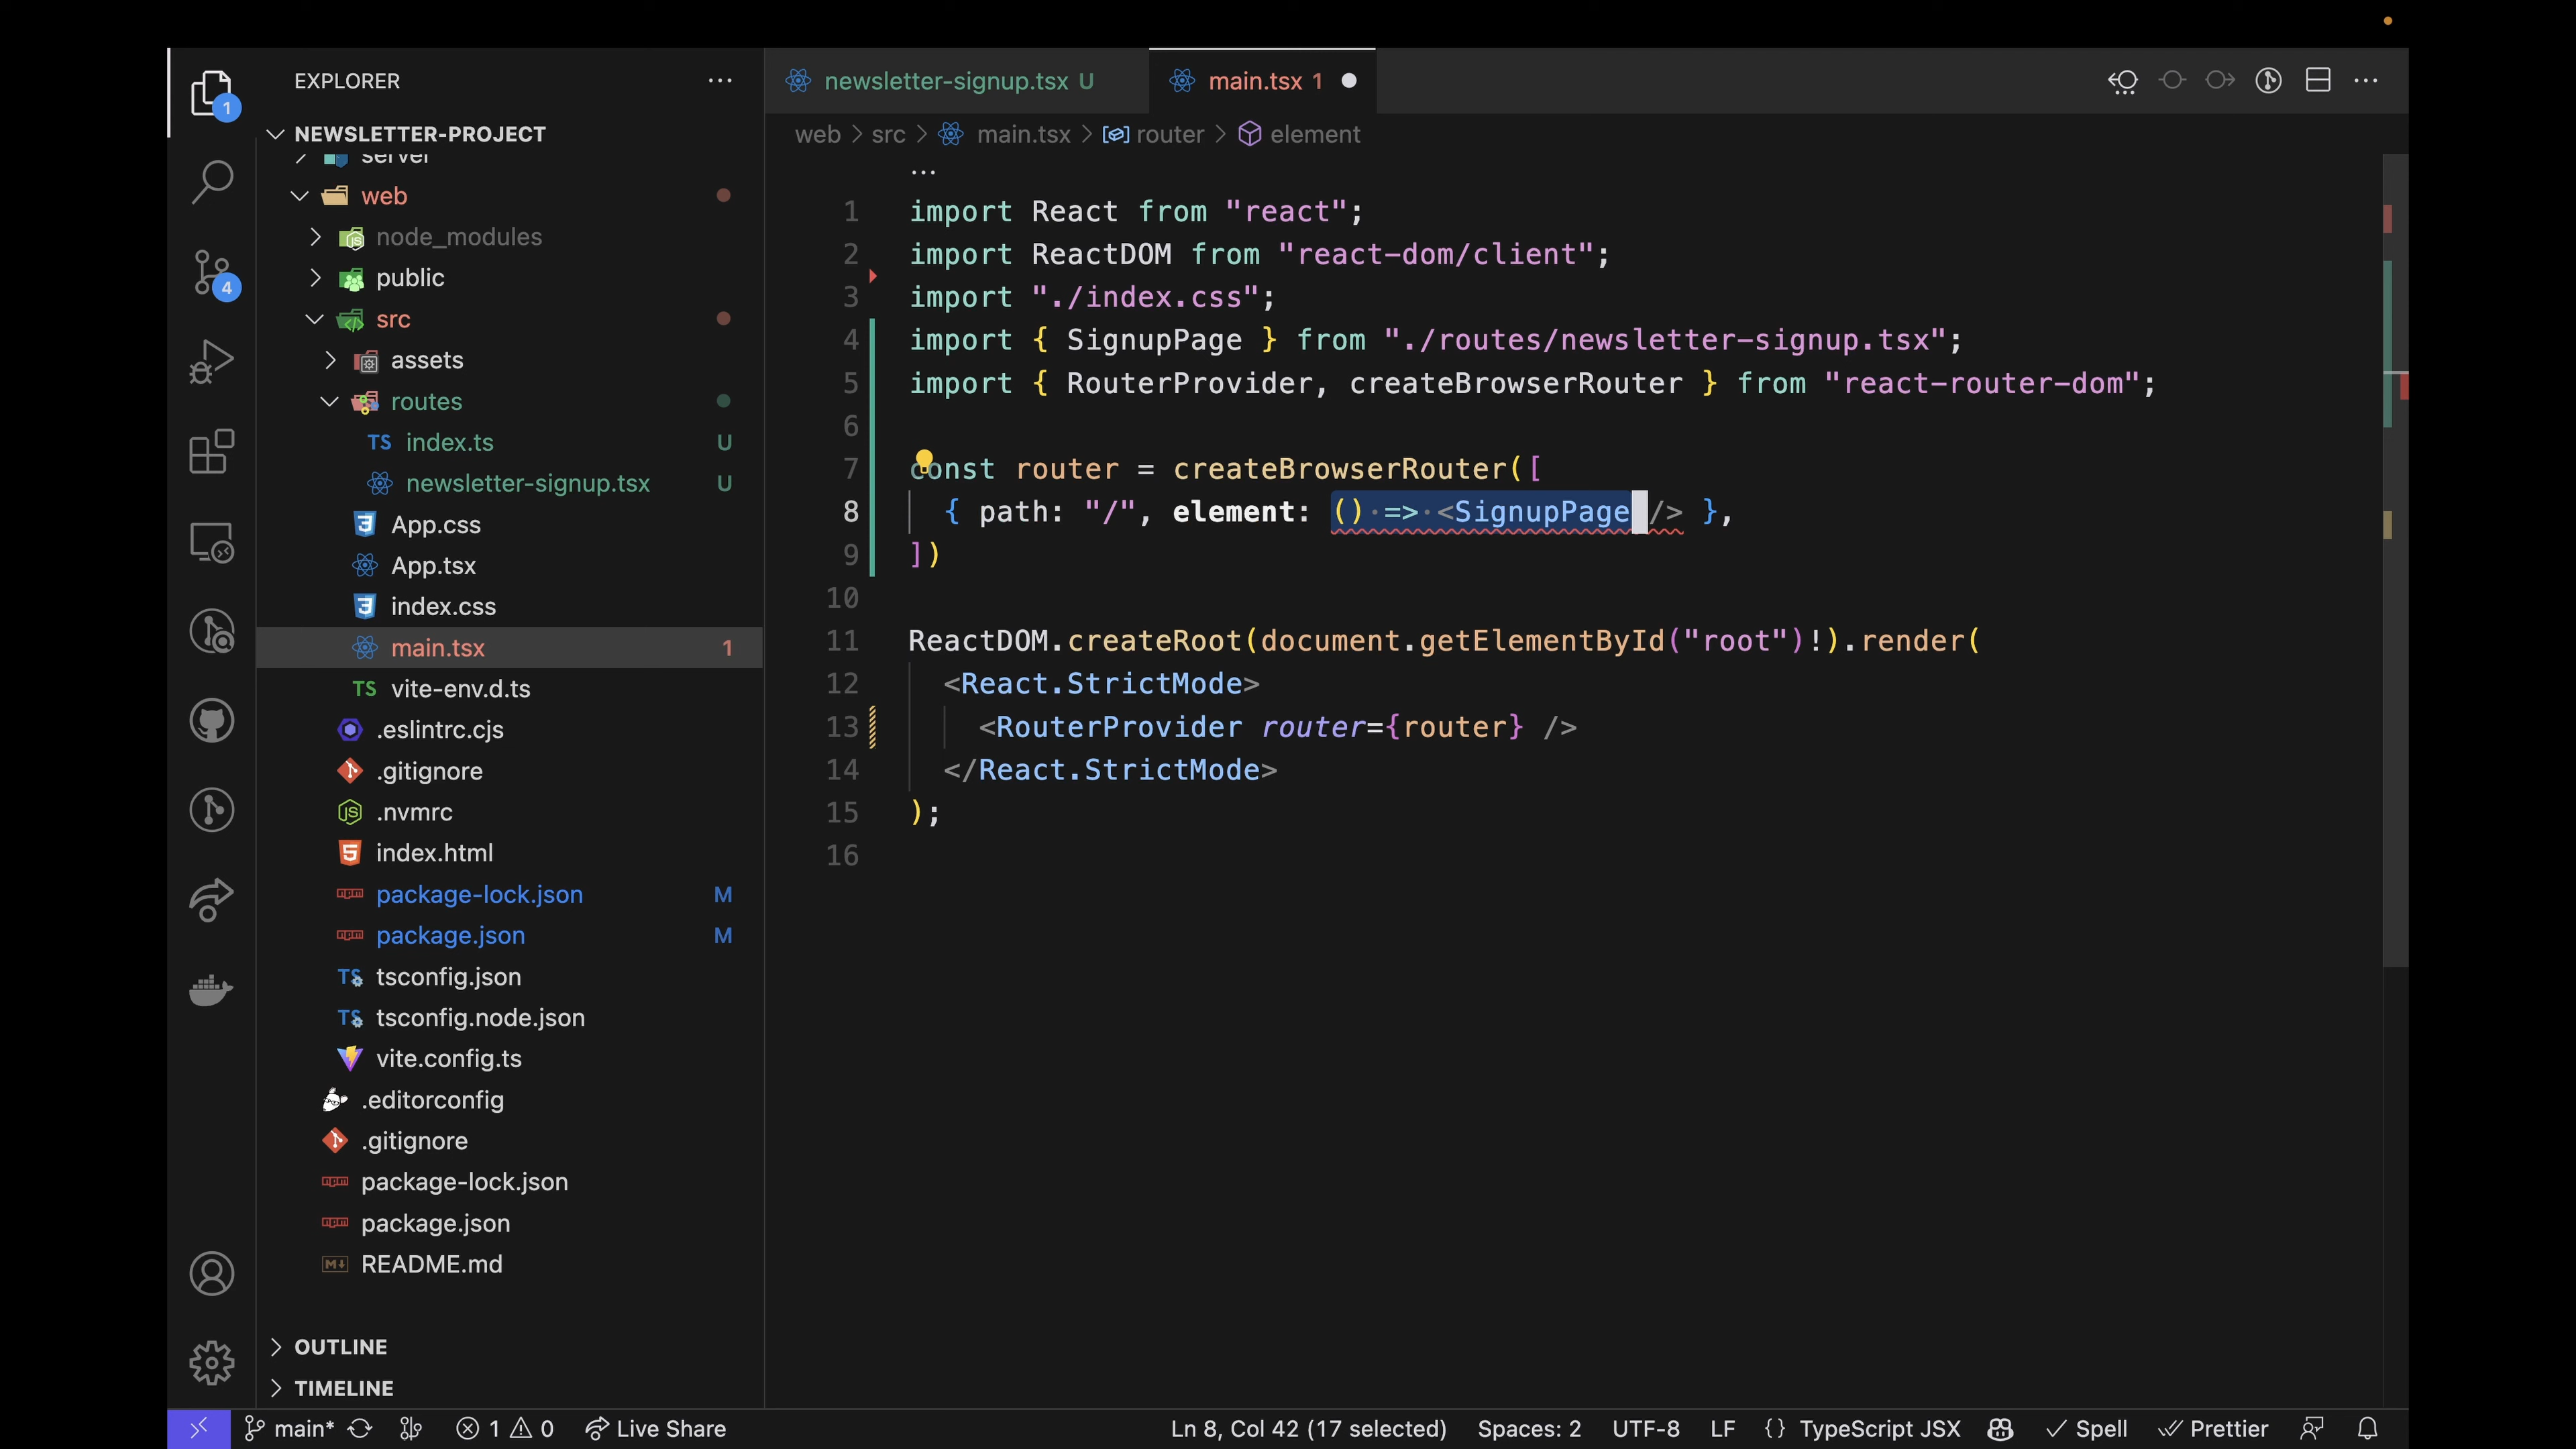 EXPLORER
NEWSLETTER-PROJECT
server
web
node_modules
public
src
assets
routes
TS index.ts U
newsletter-signup.tsx U
App.css
App.tsx
index.css
main.tsx 1
TS vite-env.d.ts
.eslintrc.cjs
.gitignore
.nvmrc
index.html
package-lock.json M
package.json M
TS tsconfig.json
TS tsconfig.node.json
vite.config.ts
.editorconfig
.gitignore
package-lock.json
package.json
README.md
OUTLINE
TIMELINE
1
4
newsletter-signup.tsx U
main.tsx 1
web > src > main.tsx > router > element
...
1 import React from "react";
2 import ReactDOM from "react-dom/client";
3 import "./index.css";
4 import { SignupPage } from "./routes/newsletter-signup.tsx";
5 import { RouterProvider, createBrowserRouter } from "react-router-dom";
6
7 const router = createBrowserRouter([
8 { path: "/", element: () => <SignupPage /> },
9 ])
10
11 ReactDOM.createRoot(document.getElementById("root")!).render(
12 <React.StrictMode>
13 <RouterProvider router={router} />
14 </React.StrictMode>
15 );
16
main* 1 0 Live Share Ln 8, Col 42 (17 selected) Spaces: 2 UTF-8 LF {} TypeScript JSX Spell Prettier